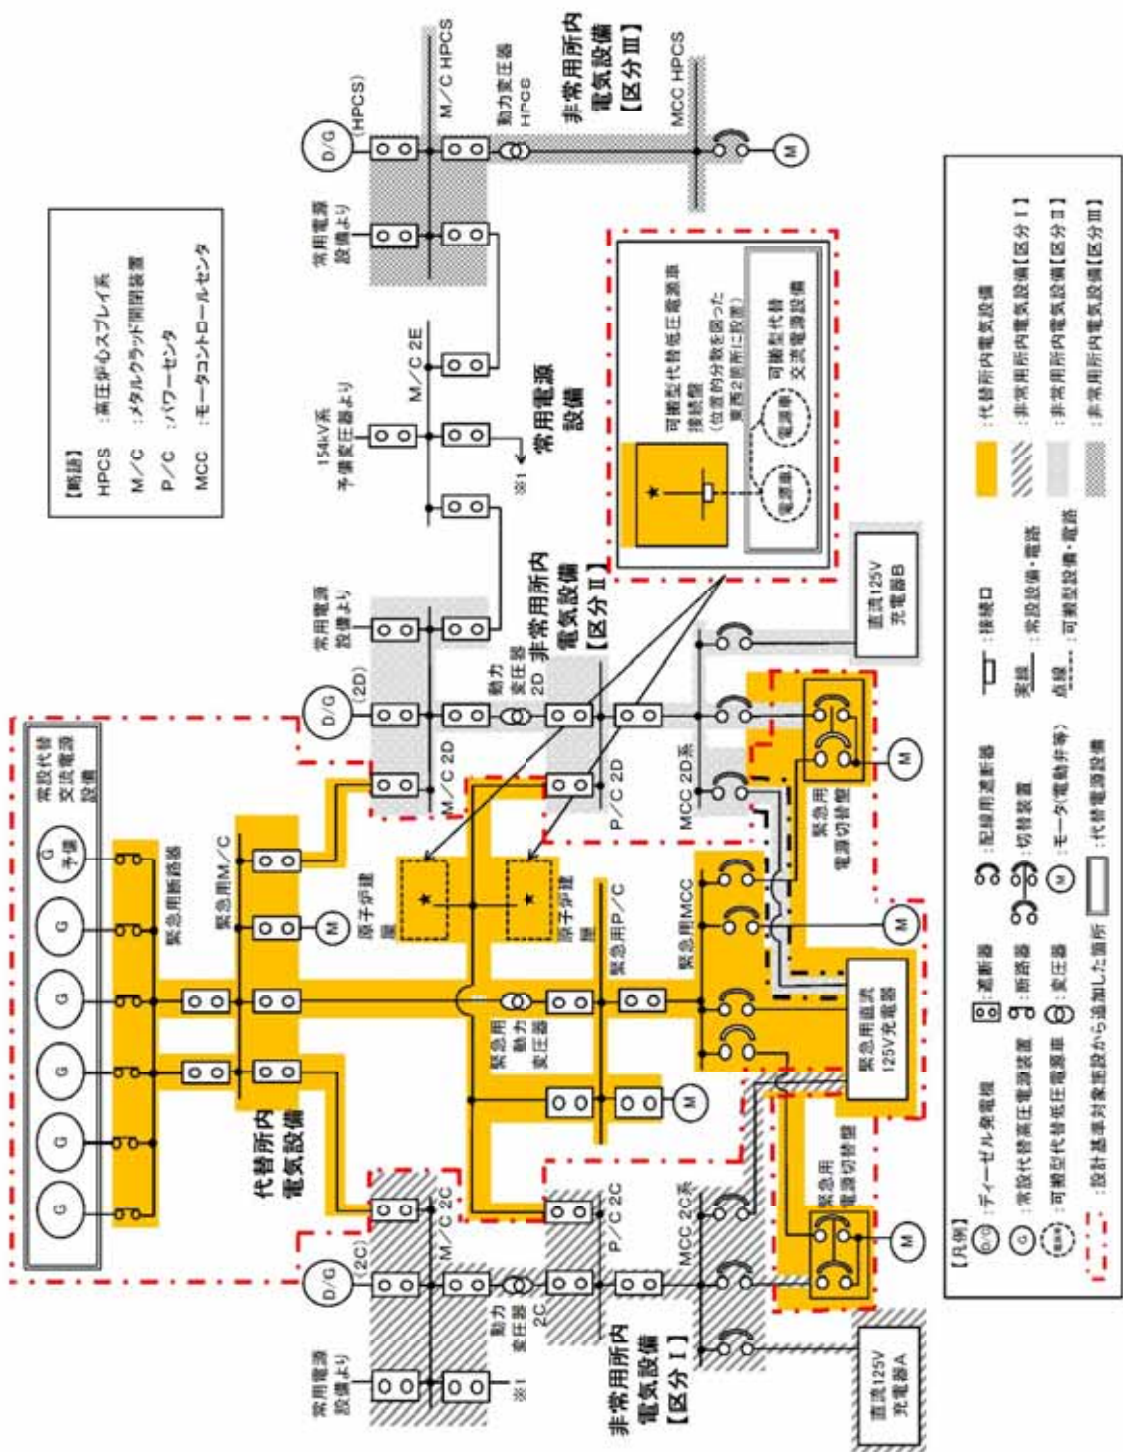 【略語】
HPCS ：高圧炉心スプレイ系
M／C ：メタルクラッド開閉装置
P／C ：パワーセンタ
MCC ：モータコントロールセンタ
常設代替
交流電源
設備
G
G
G
G
G
G
予備
緊急用断路器
緊急用M／C
M
代替所内
電気設備
常用電源
設備より
D／G
(2C)
M／C 2C
※1
動力
変圧器
2C
非常用所内
電気設備
【区分Ⅰ】
P／C 2C
MCC 2C系
直流125V
充電器A
緊急用
電源切替盤
M
緊急用
動力
変圧器
緊急用P／C
M
緊急用MCC
M
緊急用直流
125V充電器
原子炉建
屋
★
原子炉建
屋
★
D／G
(2D)
常用電源
設備より
M／C 2D
動力
変圧器
2D
非常用所内
電気設備
【区分Ⅱ】
P／C 2D
MCC 2D系
緊急用
電源切替盤
M
直流125V
充電器B
154kV系
予備変圧器より
M／C 2E
※1
常用電源
設備
常用電源
設備より
D／G
(HPCS)
M／C HPCS
動力変圧器
HPCS
非常用所内
電気設備
【区分Ⅲ】
MCC HPCS
M
可搬型代替低圧電源車
接続盤
(位置的分散を図った
東西2箇所に設置)
★
可搬型代替
交流電源設備
電源車
電源車
【凡例】
D/G ：ディーゼル発電機
G ：常設代替高圧電源装置
電源車 ：可搬型代替低圧電源車
：設計基準対象施設から追加した箇所
：遮断器
：断路器
：変圧器
：代替電源設備
：配線用遮断器
：切替装置
M ：モータ(電動弁等)
：接続口
実線 ：常設設備・電路
点線 ：可搬型設備・電路
：代替所内電気設備
：非常用所内電気設備【区分Ⅰ】
：非常用所内電気設備【区分Ⅱ】
：非常用所内電気設備【区分Ⅲ】